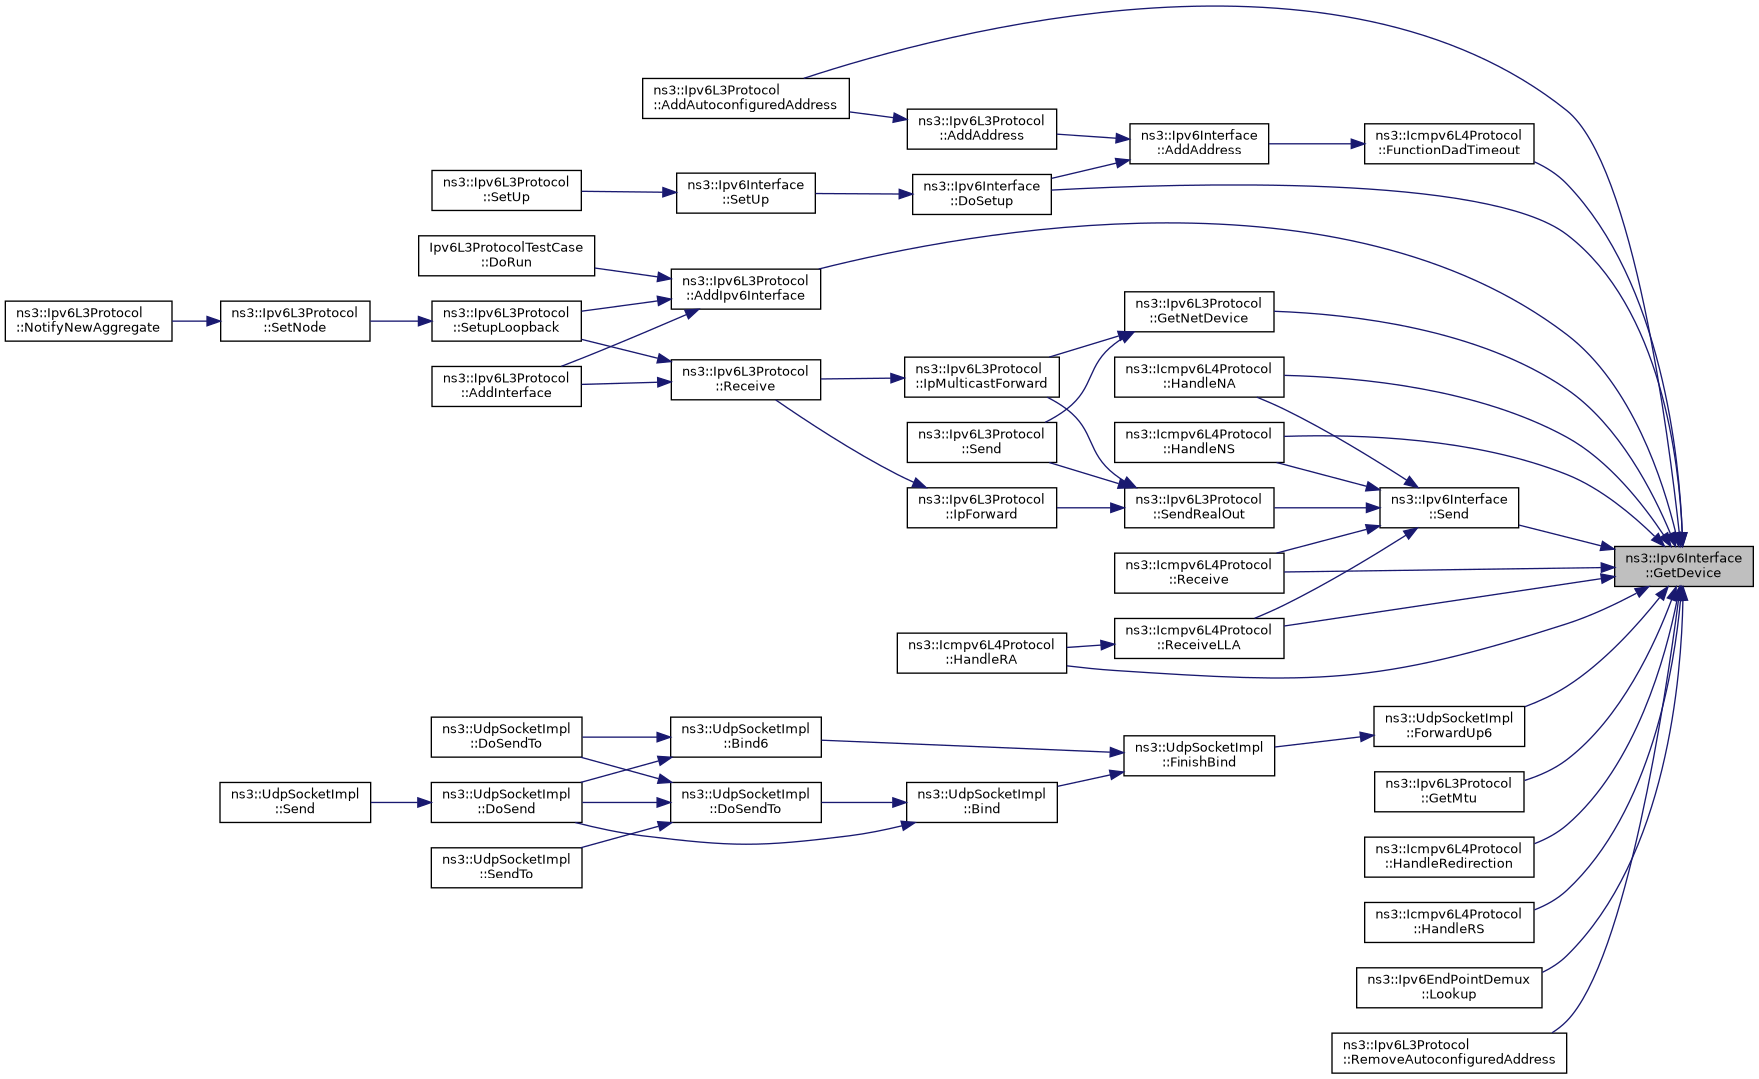 ns3::Ipv6L3Protocol
::AddAutoconfiguredAddress
ns3::Ipv6L3Protocol
::AddAddress
ns3::Ipv6Interface
::AddAddress
ns3::Icmpv6L4Protocol
::FunctionDadTimeout
ns3::Ipv6L3Protocol
::SetUp
ns3::Ipv6Interface
::SetUp
ns3::Ipv6Interface
::DoSetup
Ipv6L3ProtocolTestCase
::DoRun
ns3::Ipv6L3Protocol
::AddIpv6Interface
ns3::Ipv6L3Protocol
::NotifyNewAggregate
ns3::Ipv6L3Protocol
::SetNode
ns3::Ipv6L3Protocol
::SetupLoopback
ns3::Ipv6L3Protocol
::GetNetDevice
ns3::Ipv6L3Protocol
::AddInterface
ns3::Ipv6L3Protocol
::Receive
ns3::Ipv6L3Protocol
::IpMulticastForward
ns3::Icmpv6L4Protocol
::HandleNA
ns3::Ipv6L3Protocol
::Send
ns3::Icmpv6L4Protocol
::HandleNS
ns3::Ipv6L3Protocol
::IpForward
ns3::Ipv6L3Protocol
::SendRealOut
ns3::Ipv6Interface
::Send
ns3::Icmpv6L4Protocol
::Receive
ns3::Ipv6Interface
::GetDevice
ns3::Icmpv6L4Protocol
::HandleRA
ns3::Icmpv6L4Protocol
::ReceiveLLA
ns3::UdpSocketImpl
::DoSendTo
ns3::UdpSocketImpl
::Bind6
ns3::UdpSocketImpl
::FinishBind
ns3::UdpSocketImpl
::ForwardUp6
ns3::UdpSocketImpl
::Send
ns3::UdpSocketImpl
::DoSend
ns3::UdpSocketImpl
::DoSendTo
ns3::UdpSocketImpl
::Bind
ns3::Ipv6L3Protocol
::GetMtu
ns3::UdpSocketImpl
::SendTo
ns3::Icmpv6L4Protocol
::HandleRedirection
ns3::Icmpv6L4Protocol
::HandleRS
ns3::Ipv6EndPointDemux
::Lookup
ns3::Ipv6L3Protocol
::RemoveAutoconfiguredAddress